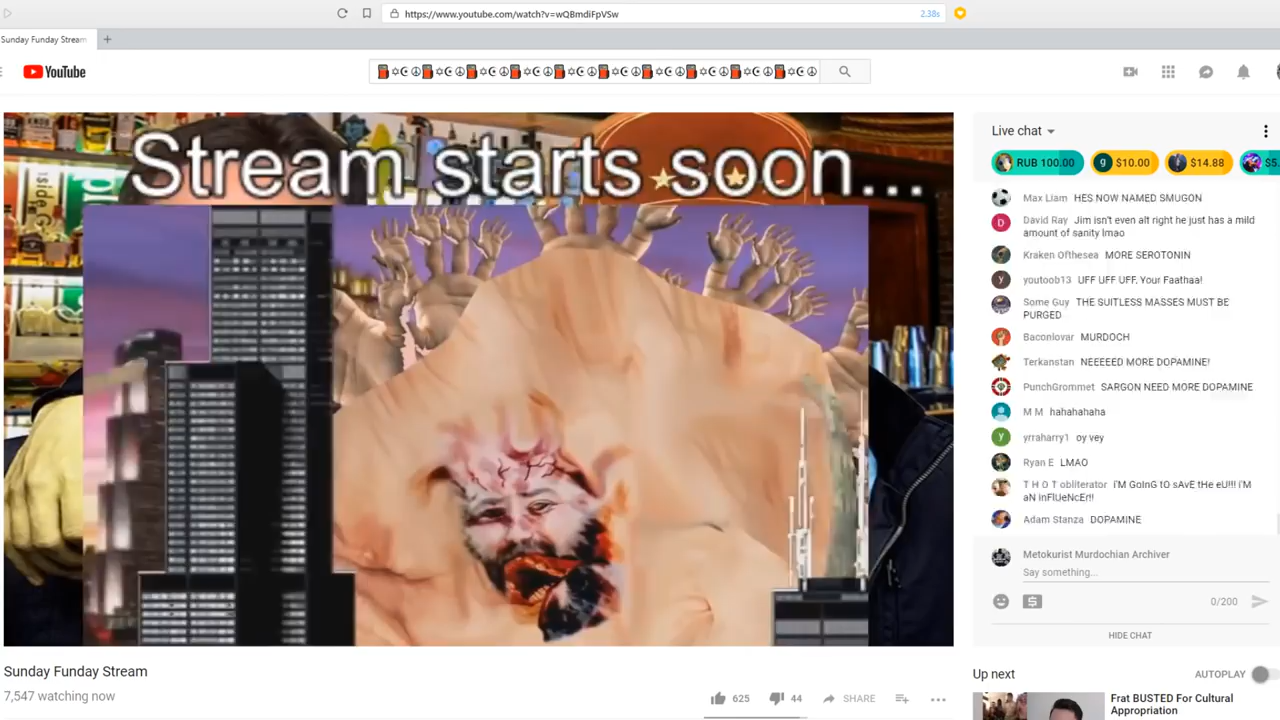 https://www.youtube.com/watch?v=wQBmdiFpVSw
2.38s
Sunday Funday Stream
YouTube
Stream starts soon...
Live chat
RUB 100.00
g
$10.00
$14.88
$5.
Max Liam HES NOW NAMED SMUGON
D
David Ray Jim isn't even alt right he just has a mild
amount of sanity lmao
Kraken Ofthesea MORE SEROTONIN
y
youtoob13 UFF UFF UFF, Your Faathaa!
Some Guy THE SUITLESS MASSES MUST BE
PURGED
Baconlovar MURDOCH
Terkanstan NEEEEED MORE DOPAMINE!
PunchGrommet SARGON NEED MORE DOPAMINE
M M hahahahaha
y
yrraharry1 oy vey
Ryan E LMAO
T H O T obliterator i'M GoInG tO sAvE tHe eU!!! i'M
aN inFlUeNcEr!!
Adam Stanza DOPAMINE
Metokurist Murdochian Archiver
Say something...
0/200
HIDE CHAT
Sunday Funday Stream
7,547 watching now
625
44
SHARE
Up next
AUTOPLAY
Frat BUSTED For Cultural
Appropriation